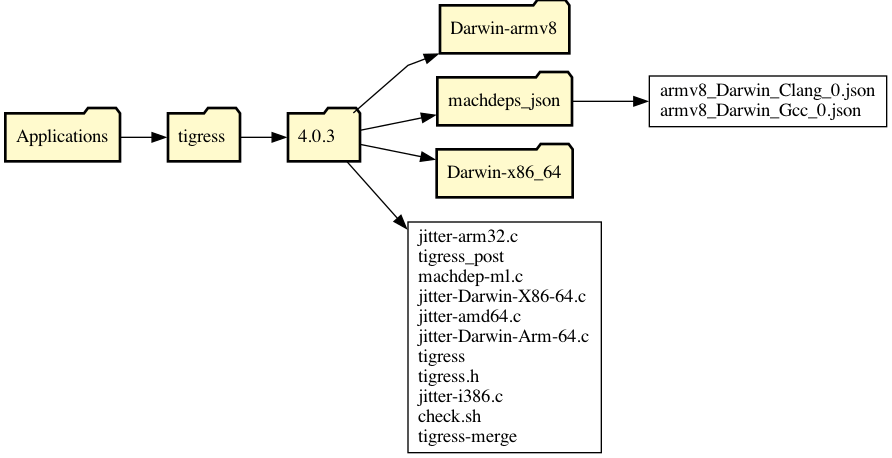 Applications
tigress
4.0.3
Darwin-armv8
machdeps_json
Darwin-x86_64
armv8_Darwin_Clang_0.json
armv8_Darwin_Gcc_0.json
jitter-arm32.c
tigress_post
machdep-ml.c
jitter-Darwin-X86-64.c
jitter-amd64.c
jitter-Darwin-Arm-64.c
tigress
tigress.h
jitter-i386.c
check.sh
tigress-merge